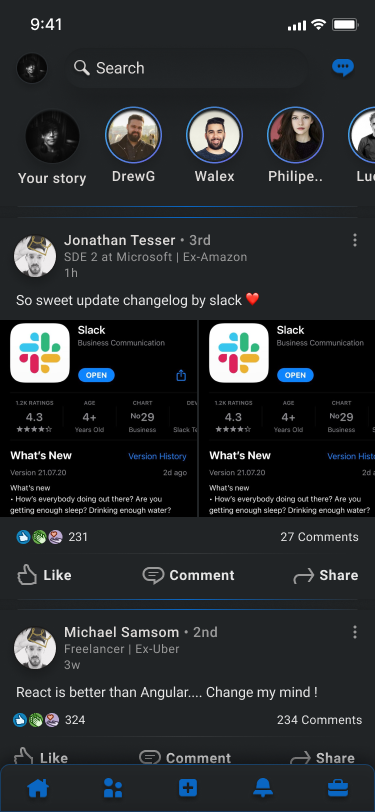 9:41
Search
Your story
DrewG
Walex
Philipe..
Luc
Jonathan Tesser • 3rd
SDE 2 at Microsoft | Ex-Amazon
1h
So sweet update changelog by slack ❤️
Slack
Business Communication
OPEN
1.2K RATINGS
4.3
★★★★☆
AGE
4+
Years Old
CHART
No29
Business
DEV
Slack Te
What's New
Version History
Version 21.07.20
2d ago
What's new
• How's everybody doing out there? Are you
getting enough sleep? Drinking enough water?
Slack
Business Communication
OPEN
1.2K RATINGS
4.3
★★★★☆
AGE
4+
Years Old
CHART
No29
Business
What's New
Version Histo
Version 21.07.20
2d
What's new
• How's everybody doing out there? Are you
getting enough sleep? Drinking enough water?
231
27 Comments
Like
Comment
Share
Michael Samsom • 2nd
Freelancer | Ex-Uber
3w
React is better than Angular.... Change my mind !
324
234 Comments
Like
Comment
Share